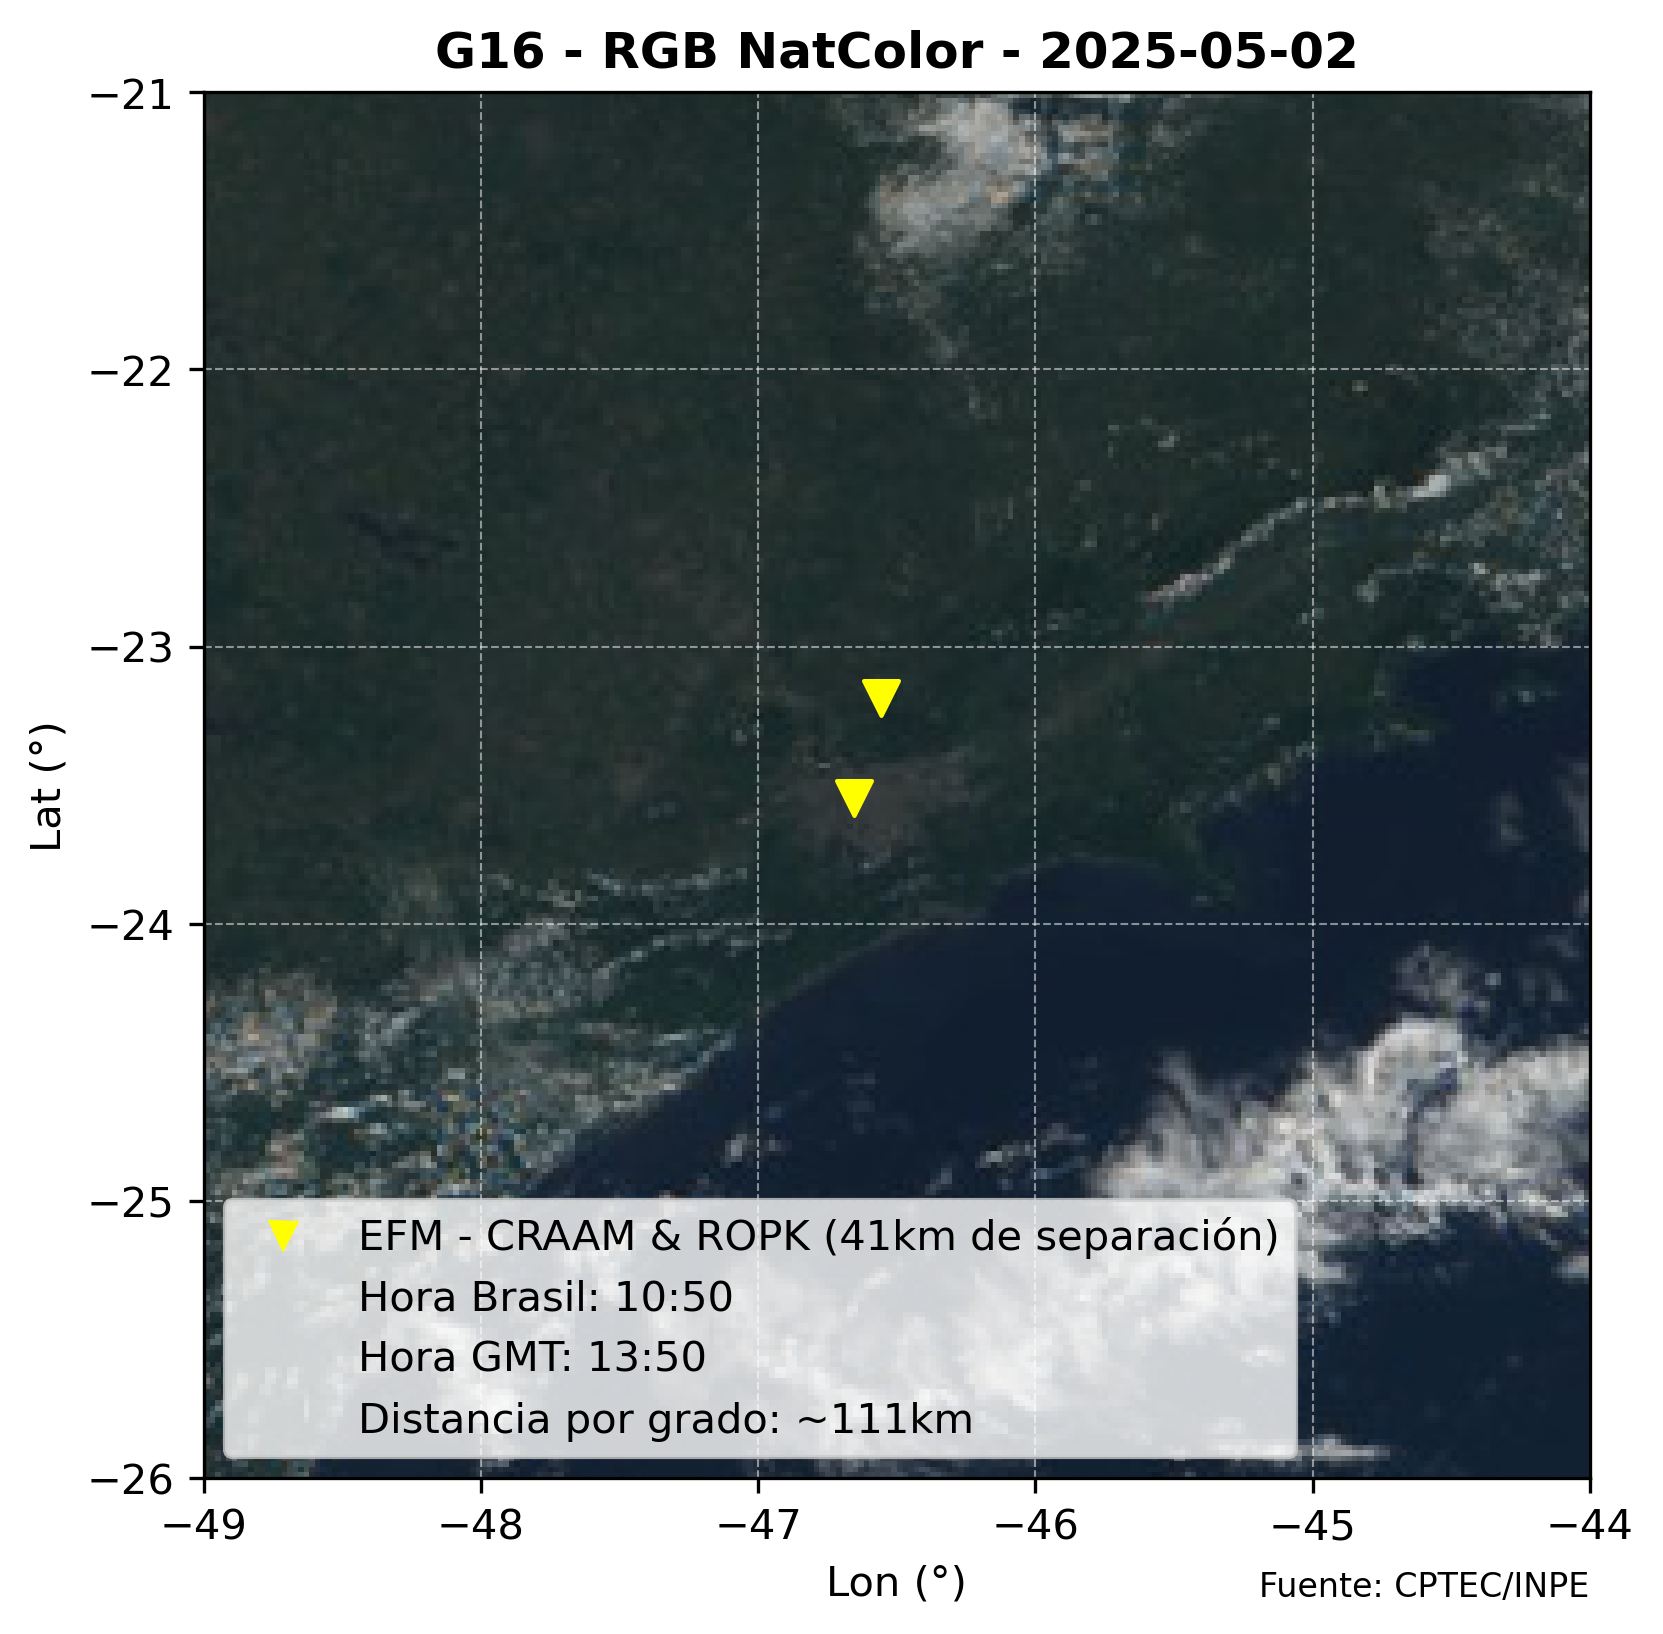 G16 - RGB NatColor - 2025-05-02
−21
−22
−23
−24
−25
−26
Lat (°)
EFM - CRAAM & ROPK (41km de separación)
Hora Brasil: 10:50
Hora GMT: 13:50
Distancia por grado: ~111km
−49 −48 −47 −46 −45 −44
Lon (°)
Fuente: CPTEC/INPE